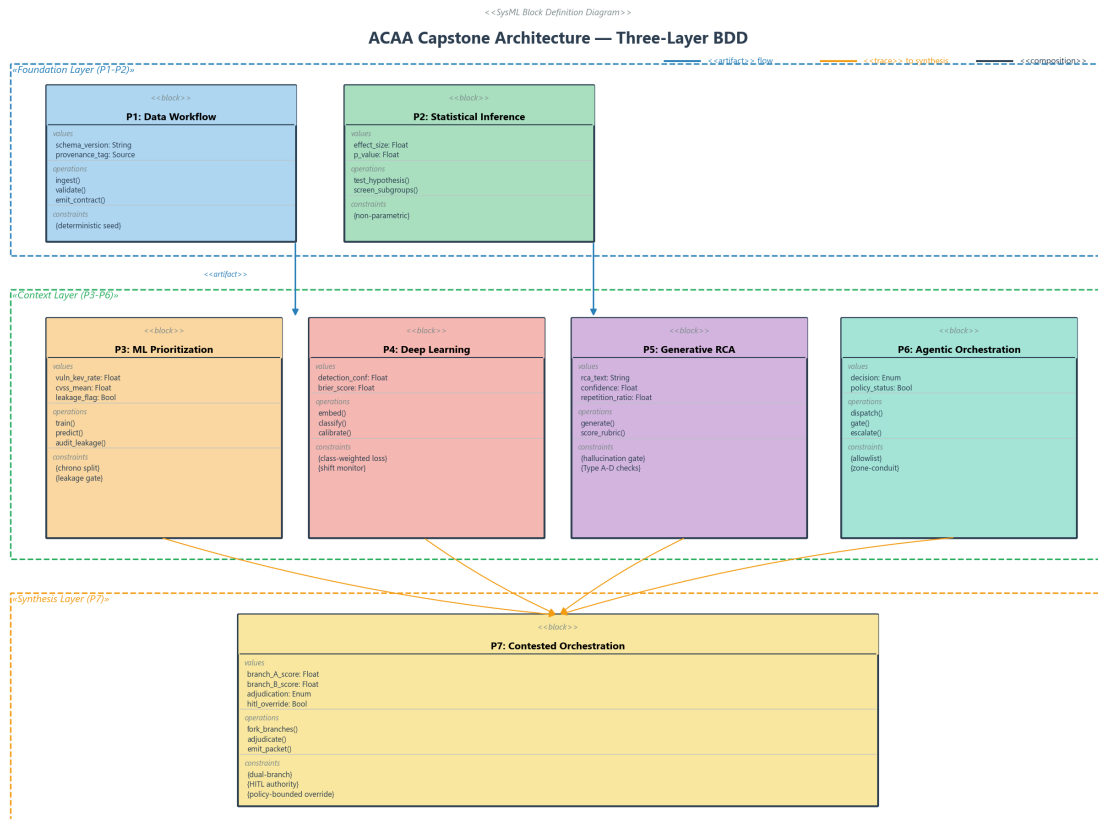 <<SysML Block Definition Diagram>>
ACAA Capstone Architecture — Three-Layer BDD
<<artifact>> flow
<<trace>> to synthesis
<<composition>>
«Foundation Layer (P1-P2)»
<<block>>
P1: Data Workflow
values
schema_version: String
provenance_tag: Source
operations
ingest()
validate()
emit_contract()
constraints
{deterministic seed}
<<block>>
P2: Statistical Inference
values
effect_size: Float
p_value: Float
operations
test_hypothesis()
screen_subgroups()
constraints
{non-parametric}
<<artifact>>
«Context Layer (P3-P6)»
<<block>>
P3: ML Prioritization
values
vuln_kev_rate: Float
cvss_mean: Float
leakage_flag: Bool
operations
train()
predict()
audit_leakage()
constraints
{chrono split}
{leakage gate}
<<block>>
P4: Deep Learning
values
detection_conf: Float
brier_score: Float
operations
embed()
classify()
calibrate()
constraints
{class-weighted loss}
{shift monitor}
<<block>>
P5: Generative RCA
values
rca_text: String
confidence: Float
repetition_ratio: Float
operations
generate()
score_rubric()
constraints
{hallucination gate}
{Type A-D checks}
<<block>>
P6: Agentic Orchestration
values
decision: Enum
policy_status: Bool
operations
dispatch()
gate()
escalate()
constraints
{allowlist}
{zone-conduit}
«Synthesis Layer (P7)»
<<block>>
P7: Contested Orchestration
values
branch_A_score: Float
branch_B_score: Float
adjudication: Enum
hitl_override: Bool
operations
fork_branches()
adjudicate()
emit_packet()
constraints
{dual-branch}
{HITL authority}
{policy-bounded override}